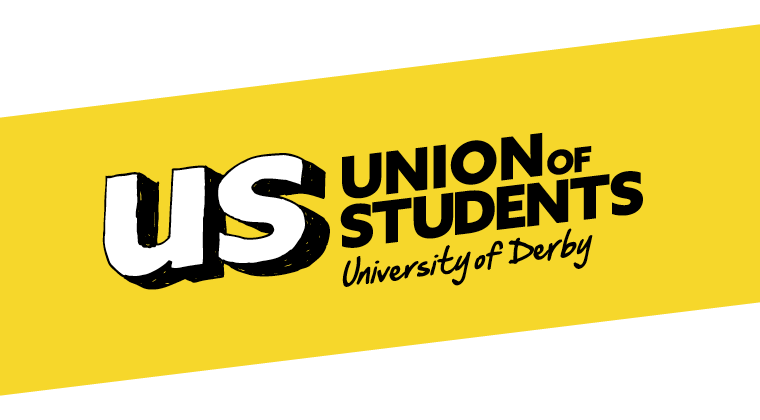 us
UNION OF
STUDENTS
University of Derby